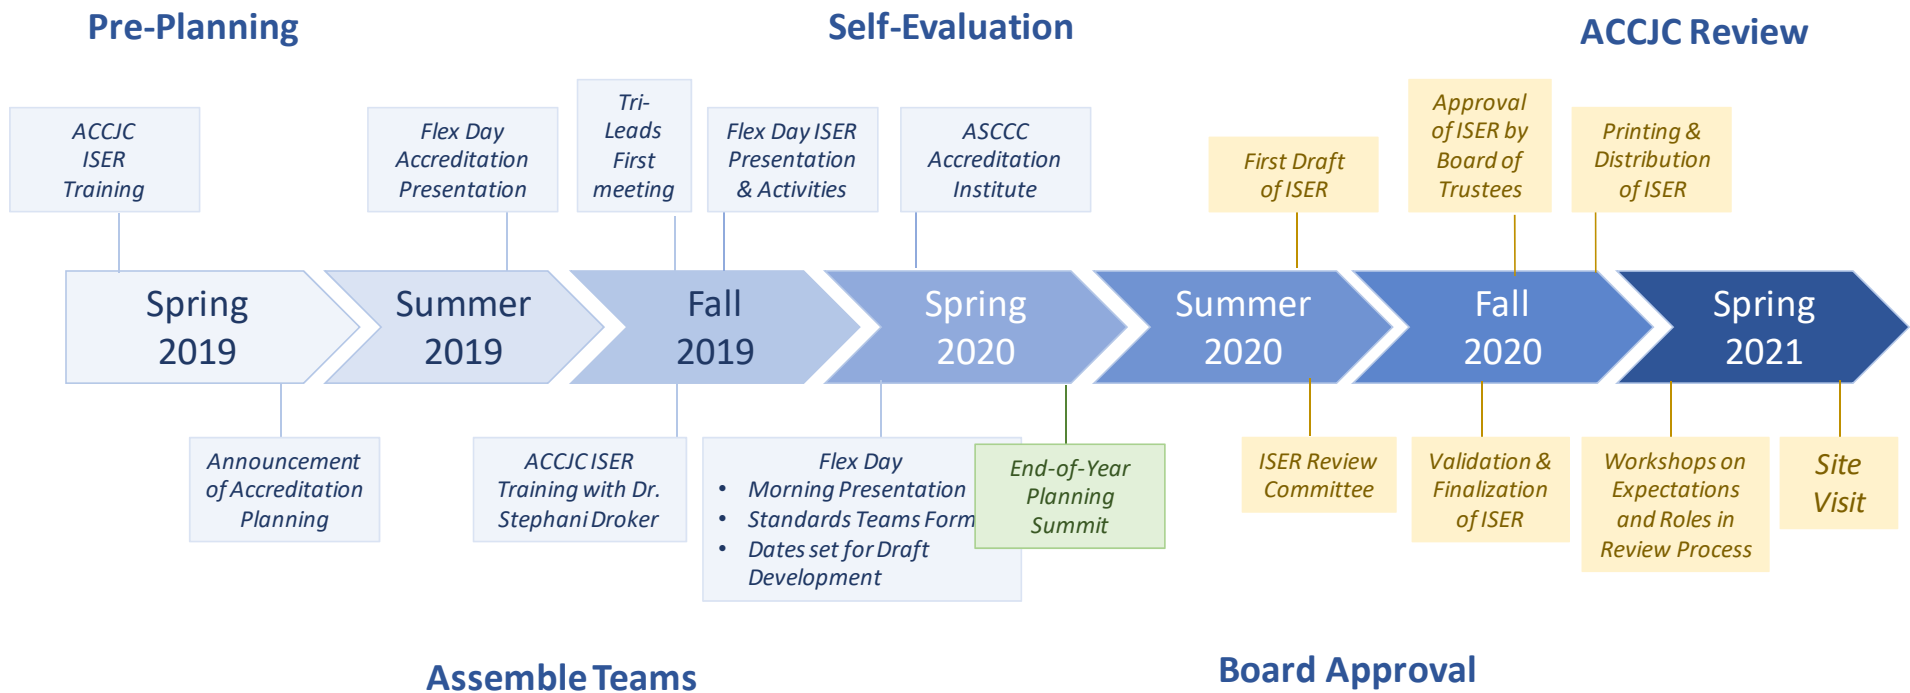 Pre-Planning
Self-Evaluation
ACCJC Review
ACCJC
ISER
Training
Flex Day
Accreditation
Presentation
Tri-
Leads
First
meeting
Flex Day ISER
Presentation
& Activities
ASCCC
Accreditation
Institute
First Draft
of ISER
Approval
of ISER by
Board of
Trustees
Printing &
Distribution
of ISER
Spring
2019
Summer
2019
Fall
2019
Spring
2020
Summer
2020
Fall
2020
Spring
2021
Announcement
of Accreditation
Planning
ACCJC ISER
Training with Dr.
Stephani Droker
Flex Day
• Morning Presentation
• Standards Teams Form
• Dates set for Draft
Development
End-of-Year
Planning
Summit
ISER Review
Committee
Validation &
Finalization
of ISER
Workshops on
Expectations
and Roles in
Review Process
Site
Visit
Assemble Teams
Board Approval